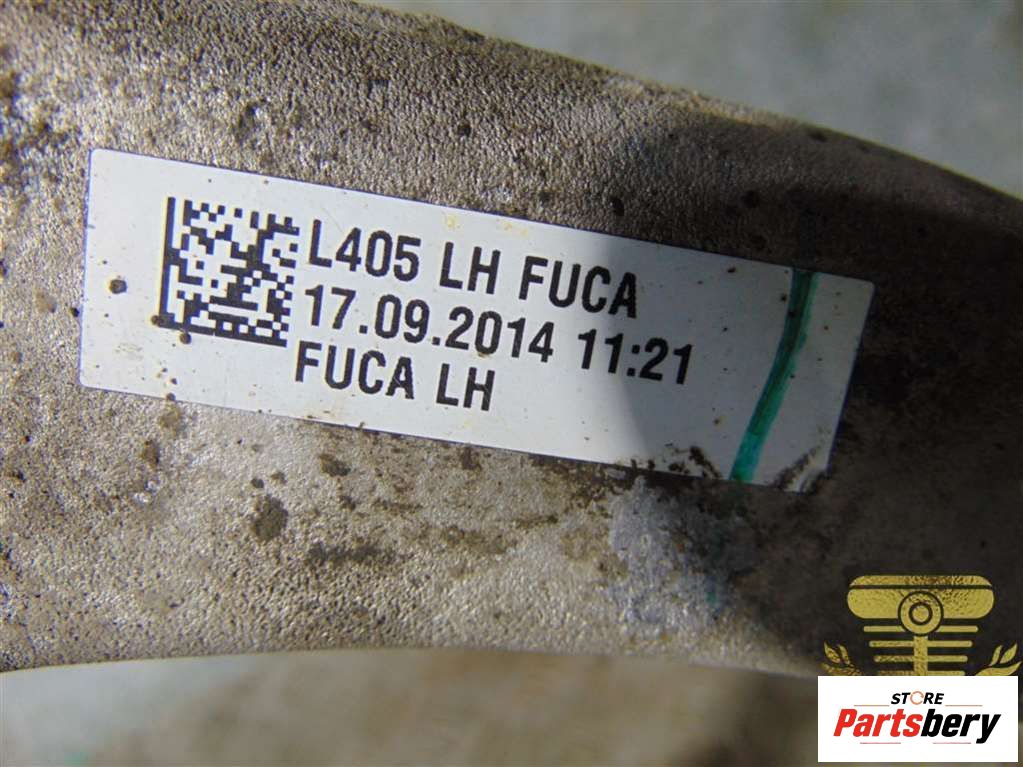 L405 LH FUCA
17.09.2014 11:21
FUCA LH
STORE
Partsbery